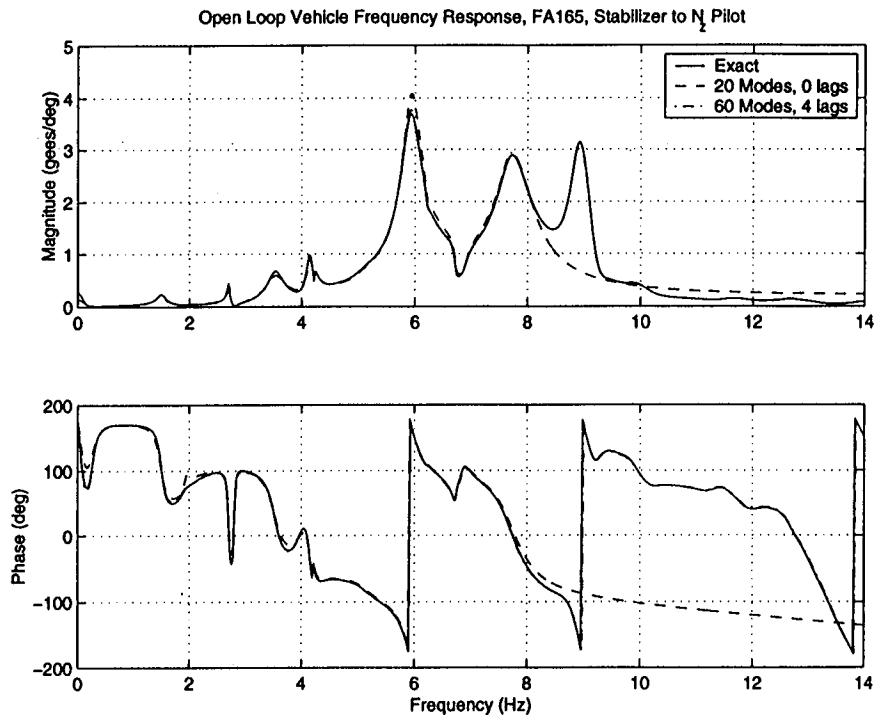 Open Loop Vehicle Frequency Response, FA165, Stabilizer to N_z Pilot
5
4
3
2
1
0
Magnitude (gees/deg)
Exact
20 Modes, 0 lags
60 Modes, 4 lags
0 2 4 6 8 10 12 14
200
100
0
−100
−200
Phase (deg)
0 2 4 6 8 10 12 14
Frequency (Hz)